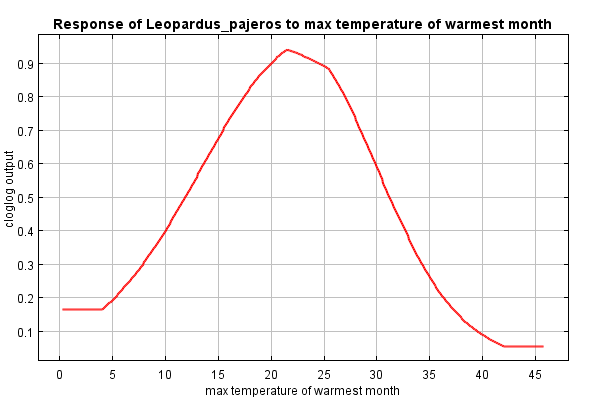 Response of Leopardus_pajeros to max temperature of warmest month
cloglog output
0.9
0.8
0.7
0.6
0.5
0.4
0.3
0.2
0.1
0 5 10 15 20 25 30 35 40 45
max temperature of warmest month